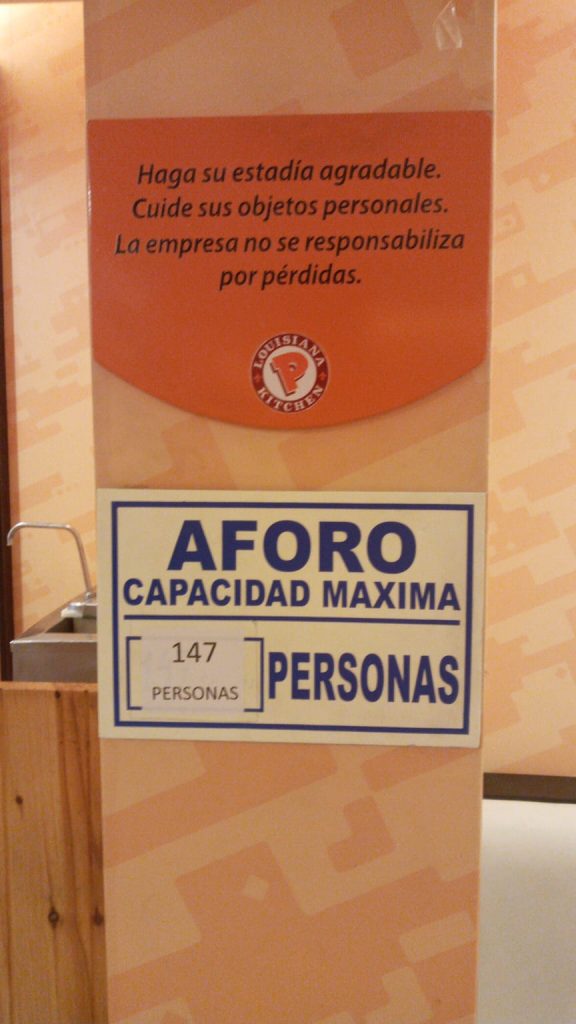 Haga su estadía agradable.
Cuide sus objetos personales.
La empresa no se responsabiliza
por pérdidas.
LOUISIANA
P
KITCHEN
AFORO
CAPACIDAD MAXIMA
147
PERSONAS
PERSONAS